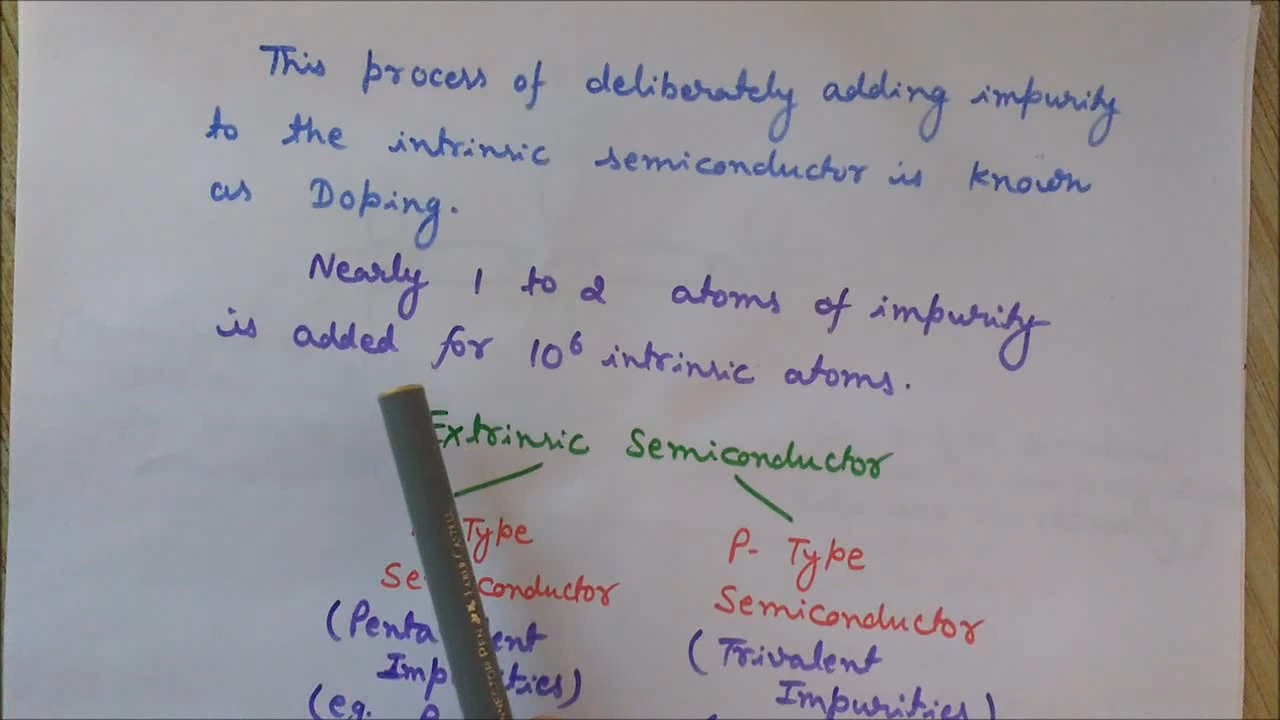 This process of deliberately adding impurity
to the intrinsic semiconductor is known
as Doping.
Nearly 1 to 2 atoms of impurity
is added for 10⁶ intrinsic atoms.
Extrinsic Semiconductor
Type
P- Type
Se conductor
Semiconductor
(Penta ent
(Trivalent
Imp ities)
Impurities)
(eg.